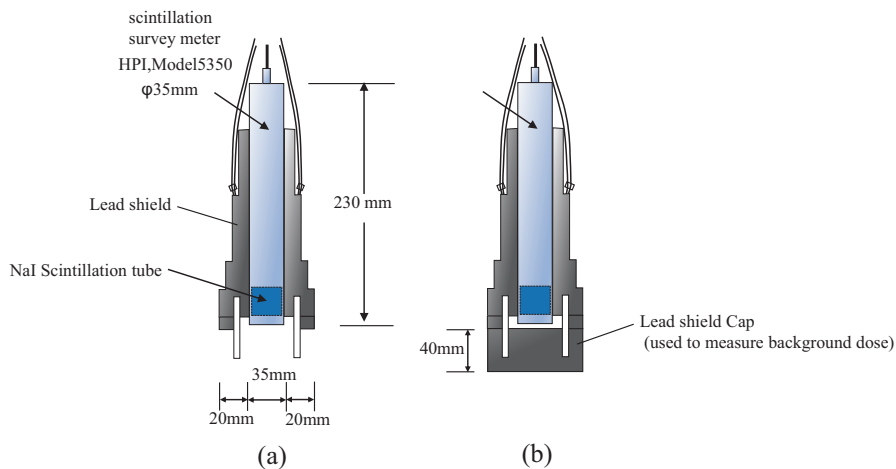 scintillation
survey meter
HPI,Model5350
φ35mm
Lead shield
230 mm
NaI Scintillation tube
35mm
20mm
20mm
(a)
40mm
Lead shield Cap
(used to measure background dose)
(b)